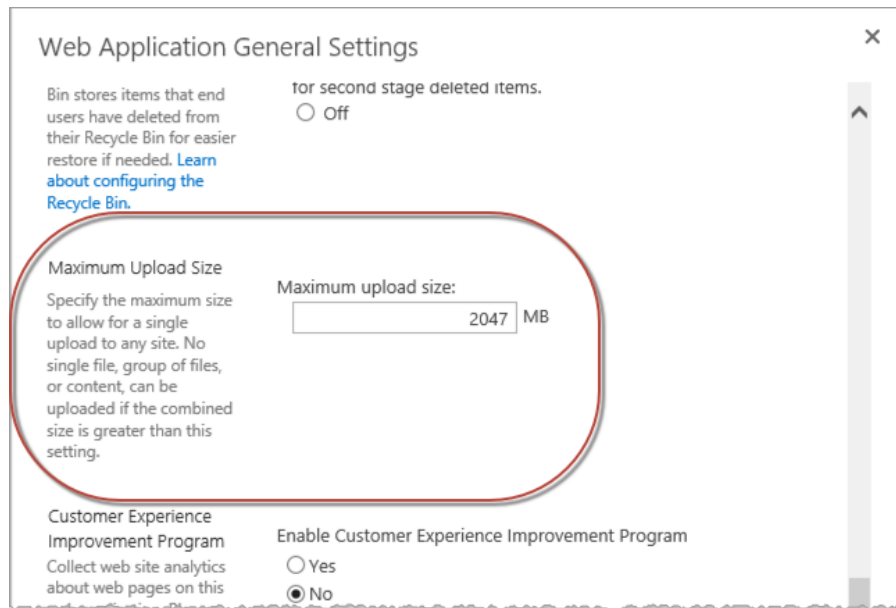 Web Application General Settings
Bin stores items that end
users have deleted from
their Recycle Bin for easier
restore if needed. Learn
about configuring the
Recycle Bin.
for second stage deleted items.
Off
Maximum Upload Size
Specify the maximum size
to allow for a single
upload to any site. No
single file, group of files,
or content, can be
uploaded if the combined
size is greater than this
setting.
Maximum upload size:
2047 MB
Customer Experience
Improvement Program
Collect web site analytics
about web pages on this
Enable Customer Experience Improvement Program
Yes
No